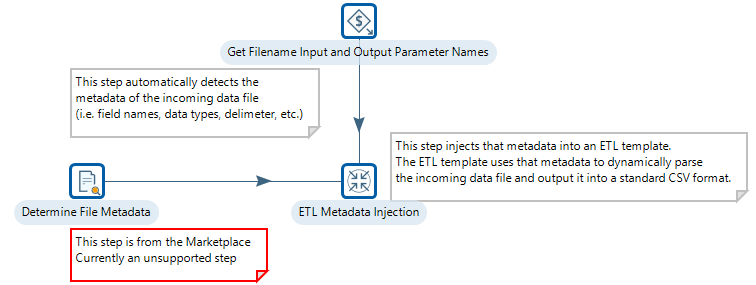 Get Filename Input and Output Parameter Names
This step automatically detects the
metadata of the incoming data file
(i.e. field names, data types, delimeter, etc.)
This step injects that metadata into an ETL template.
The ETL template uses that metadata to dynamically parse
the incoming data file and output it into a standard CSV format.
Determine File Metadata
ETL Metadata Injection
This step is from the Marketplace
Currently an unsupported step